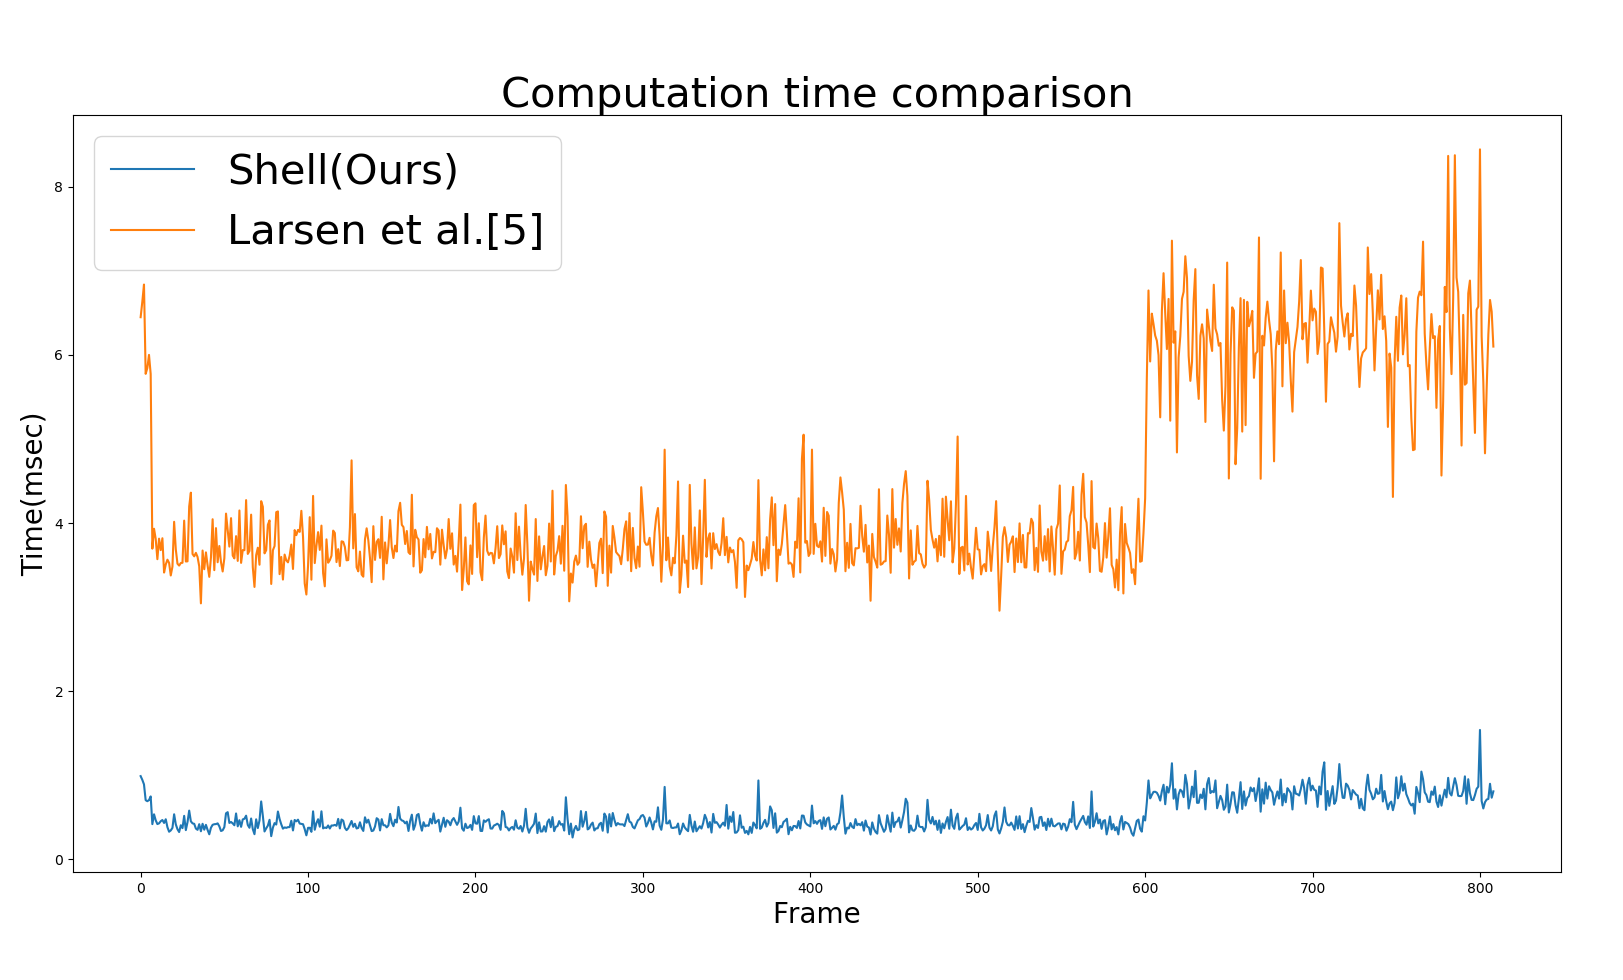 Computation time comparison
Shell(Ours)
Larsen et al.[5]
Time(msec)
8
6
4
2
0
0 100 200 300 400 500 600 700 800
Frame